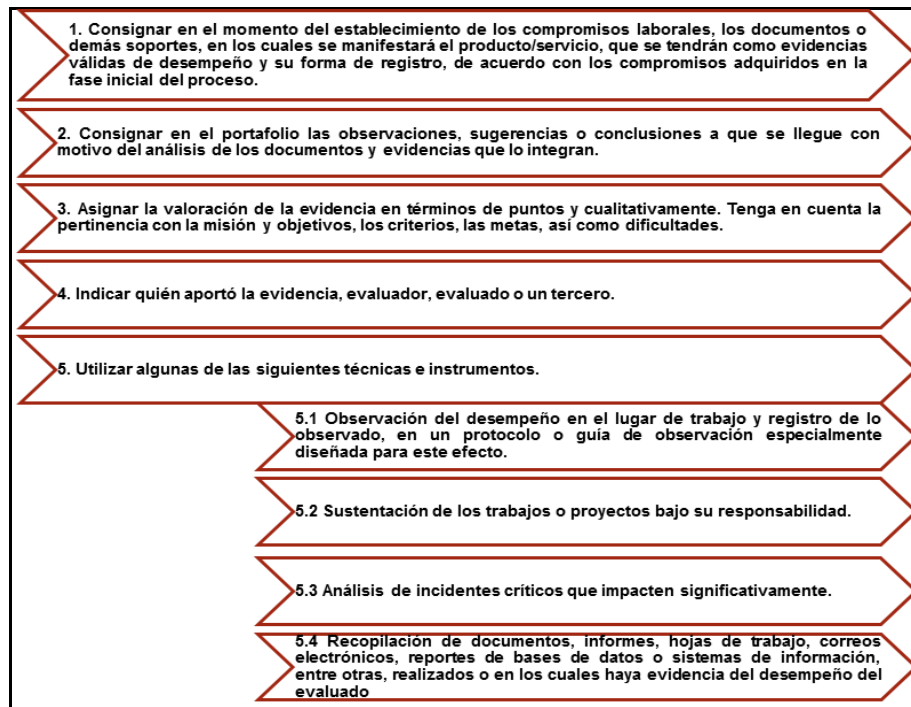 1. Consignar en el momento del establecimiento de los compromisos laborales, los documentos o
demás soportes, en los cuales se manifestará el producto/servicio, que se tendrán como evidencias
válidas de desempeño y su forma de registro, de acuerdo con los compromisos adquiridos en la
fase inicial del proceso.
2. Consignar en el portafolio las observaciones, sugerencias o conclusiones a que se llegue con
motivo del análisis de los documentos y evidencias que lo integran.
3. Asignar la valoración de la evidencia en términos de puntos y cualitativamente. Tenga en cuenta la
pertinencia con la misión y objetivos, los criterios, las metas, así como dificultades.
4. Indicar quién aportó la evidencia, evaluador, evaluado o un tercero.
5. Utilizar algunas de las siguientes técnicas e instrumentos.
5.1 Observación del desempeño en el lugar de trabajo y registro de lo
observado, en un protocolo o guía de observación especialmente
diseñada para este efecto.
5.2 Sustentación de los trabajos o proyectos bajo su responsabilidad.
5.3 Análisis de incidentes críticos que impacten significativamente.
5.4 Recopilación de documentos, informes, hojas de trabajo, correos
electrónicos, reportes de bases de datos o sistemas de información,
entre otras, realizados o en los cuales haya evidencia del desempeño del
evaluado